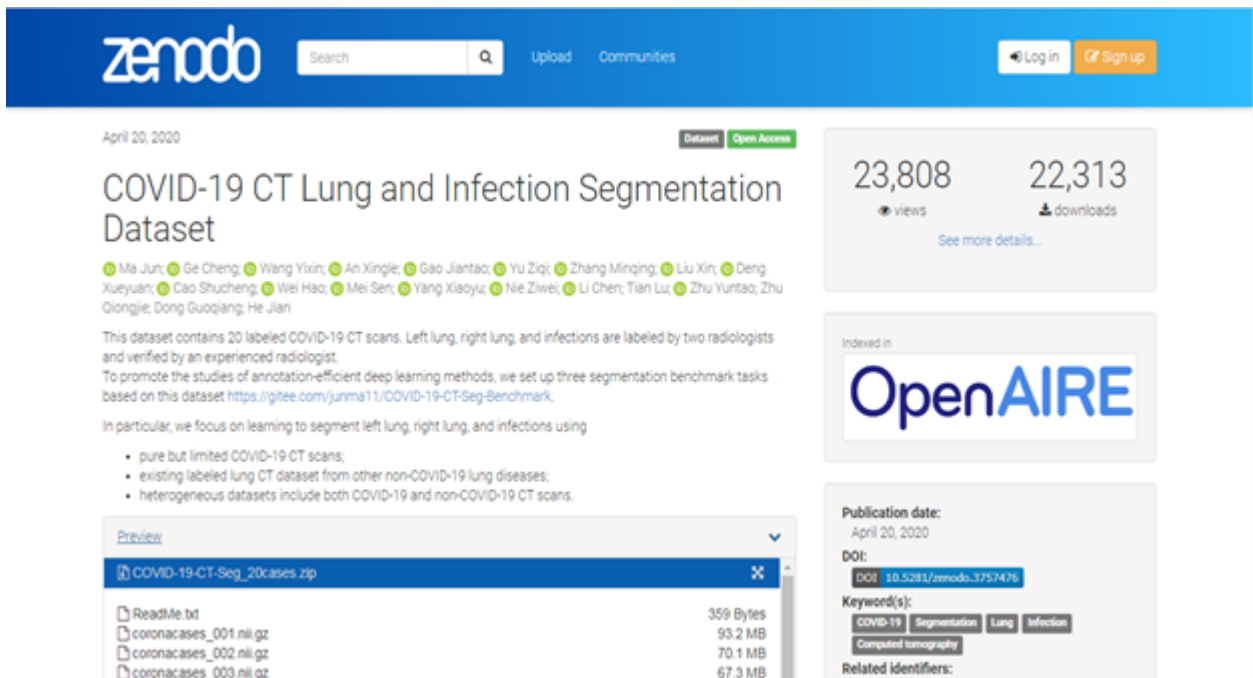 zenodo
Search
Upload
Communities
Log in
Sign up
April 20, 2020
Dataset
Open Access
COVID-19 CT Lung and Infection Segmentation
Dataset
Ma Jun; Ge Cheng; Wang Yixin; An Xingle; Gao Jiantao; Yu Ziqi; Zhang Minqing; Liu Xin; Deng
Xueyuan; Cao Shucheng; Wei Hao; Mei Sen; Yang Xiaoyu; Nie Ziwei; Li Chen; Tian Lu; Zhu Yuntao; Zhu
Qiongjie; Dong Guoqiang; He Jian
This dataset contains 20 labeled COVID-19 CT scans. Left lung, right lung, and infections are labeled by two radiologists
and verified by an experienced radiologist.
To promote the studies of annotation-efficient deep learning methods, we set up three segmentation benchmark tasks
based on this dataset https://gitee.com/junma11/COVID-19-CT-Seg-Benchmark.
In particular, we focus on learning to segment left lung, right lung, and infections using
• pure but limited COVID-19 CT scans;
• existing labeled lung CT dataset from other non-COVID-19 lung diseases;
• heterogeneous datasets include both COVID-19 and non-COVID-19 CT scans.
Preview
COVID-19-CT-Seg_20cases.zip
ReadMe.txt 359 Bytes
coronacases_001.nii.gz 93.2 MB
coronacases_002.nii.gz 70.1 MB
coronacases_003.nii.gz 67.3 MB
23,808 22,313
views downloads
See more details...
Indexed in
OpenAIRE
Publication date:
April 20, 2020
DOI:
DOI 10.5281/zenodo.3757476
Keyword(s):
COVID-19 Segmentation Lung Infection
Computed tomography
Related identifiers: